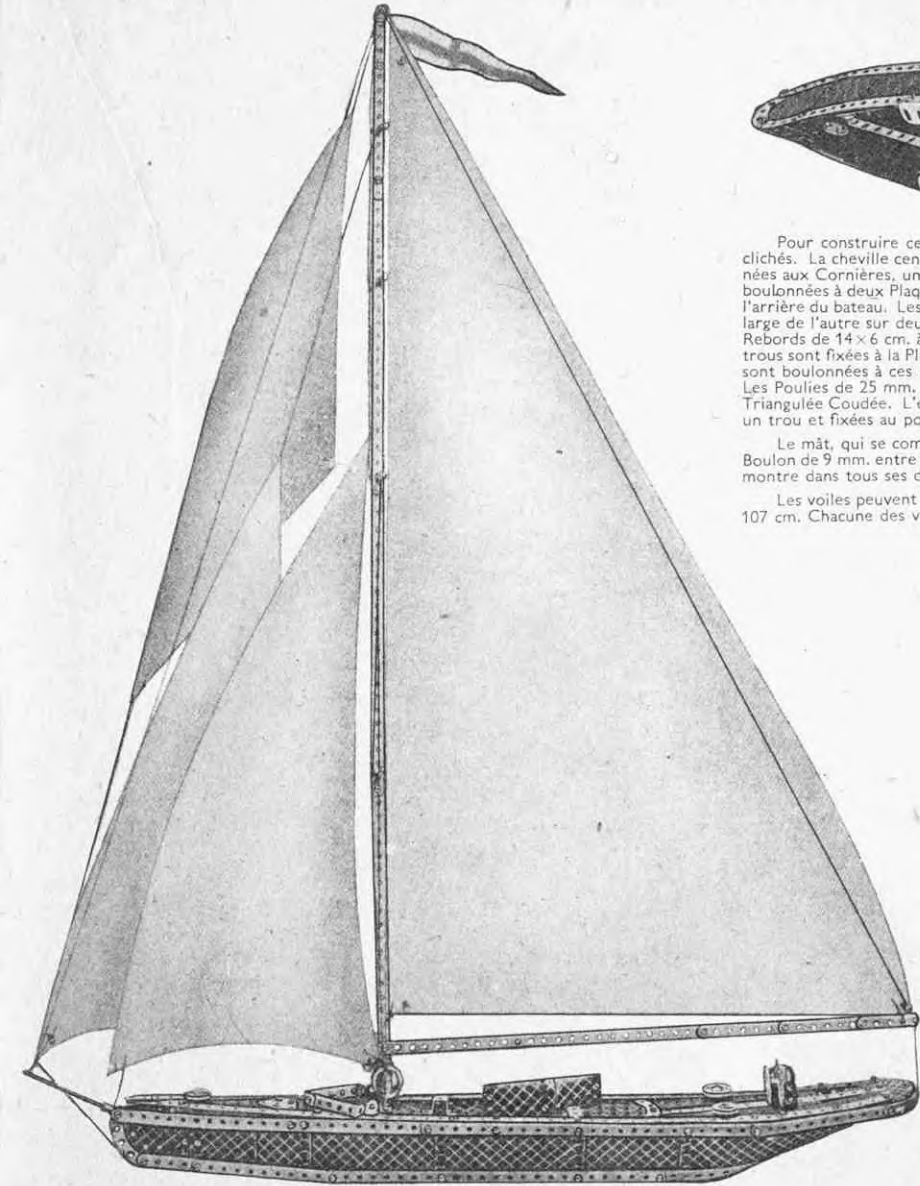 Pour construire ce
clichés. La cheville cen
nées aux Cornières, un
boulonnées à deux Plaq
l'arrière du bateau. Les
large de l'autre sur deu
Rebords de 14×6 cm. à
trous sont fixées à la Pl
sont boulonnées à ces
Les Poulies de 25 mm.
Triangulée Coudée. L'é
un trou et fixées au po
Le mât, qui se com
Boulon de 9 mm. entre
montre dans tous ses d
Les voiles peuvent
107 cm. Chacune des v